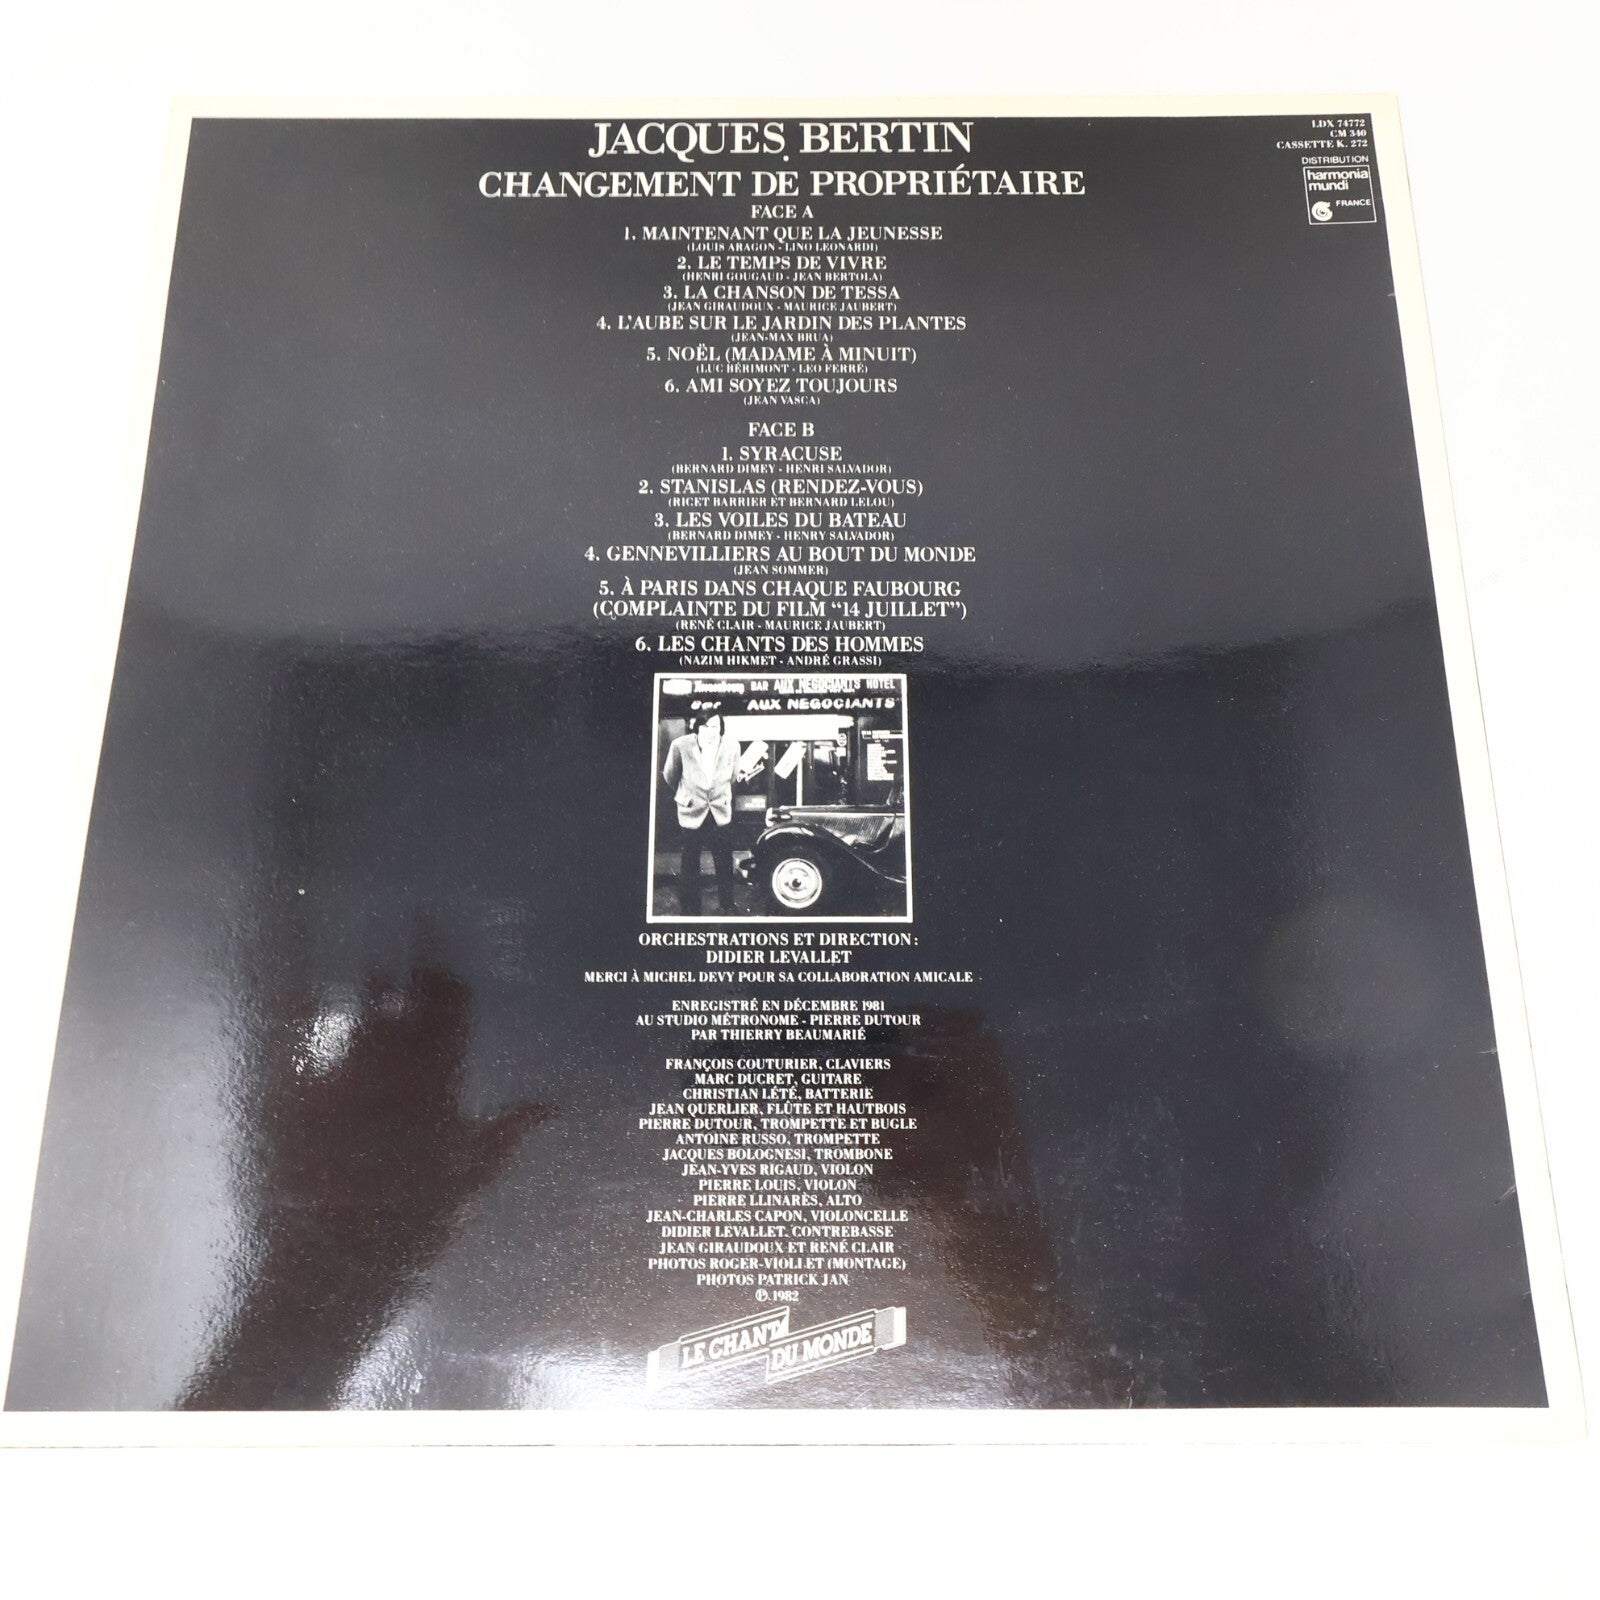 JACQUES BERTIN
CHANGEMENT DE PROPRIÉTAIRE
LDX 74772
CM 340
CASSETTE K. 272
DISTRIBUTION
harmonia
mundi
FRANCE
FACE A
1. MAINTENANT QUE LA JEUNESSE
(LOUIS ARAGON - LINO LEONARDI)
2. LE TEMPS DE VIVRE
(HENRI GOUGAUD - JEAN BERTOLA)
3. LA CHANSON DE TESSA
(JEAN GIRAUDOUX - MAURICE JAUBERT)
4. L'AUBE SUR LE JARDIN DES PLANTES
(JEAN-MAX BRUA)
5. NOËL (MADAME À MINUIT)
(LUC BÉRIMONT - LEO FERRÉ)
6. AMI SOYEZ TOUJOURS
(JEAN VASCA)
FACE B
1. SYRACUSE
(BERNARD DIMEY - HENRI SALVADOR)
2. STANISLAS (RENDEZ-VOUS)
(RICET BARRIER ET BERNARD LELOU)
3. LES VOILES DU BATEAU
(BERNARD DIMEY - HENRY SALVADOR)
4. GENNEVILLIERS AU BOUT DU MONDE
(JEAN SOMMER)
5. À PARIS DANS CHAQUE FAUBOURG
(COMPLAINTE DU FILM “14 JUILLET”)
(RENÉ CLAIR - MAURICE JAUBERT)
6. LES CHANTS DES HOMMES
(NAZIM HIKMET - ANDRÉ GRASSI)
BAR AUX NEGOCIANTS HOTEL
Bar AUX NEGOCIANTS
ORCHESTRATIONS ET DIRECTION :
DIDIER LEVALLET
MERCI À MICHEL DEVY POUR SA COLLABORATION AMICALE
ENREGISTRÉ EN DÉCEMBRE 1981
AU STUDIO MÉTRONOME - PIERRE DUTOUR
PAR THIERRY BEAUMARIÉ
FRANÇOIS COUTURIER, CLAVIERS
MARC DUCRET, GUITARE
CHRISTIAN LÉTÉ, BATTERIE
JEAN QUERLIER, FLÛTE ET HAUTBOIS
PIERRE DUTOUR, TROMPETTE ET BUGLE
ANTOINE RUSSO, TROMPETTE
JACQUES BOLOGNESI, TROMBONE
JEAN-YVES RIGAUD, VIOLON
PIERRE LOUIS, VIOLON
PIERRE LLINARÈS, ALTO
JEAN-CHARLES CAPON, VIOLONCELLE
DIDIER LEVALLET, CONTREBASSE
JEAN GIRAUDOUX ET RENÉ CLAIR
PHOTOS ROGER-VIOLLET (MONTAGE)
PHOTOS PATRICK JAN
℗. 1982
LE CHANT
DU MONDE